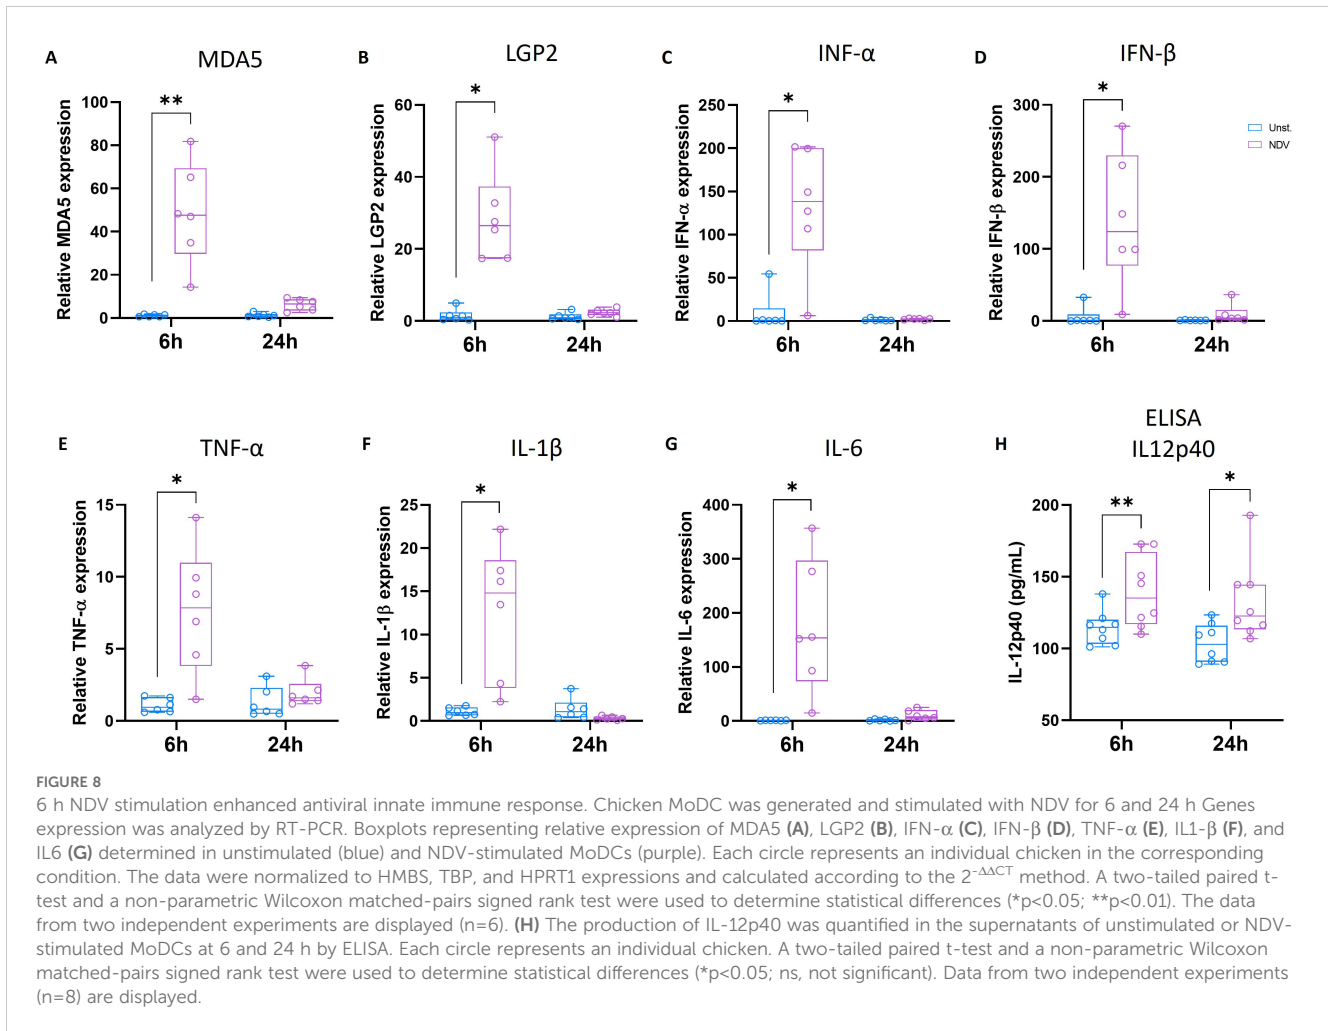 A
MDA5
Relative MDA5 expression
100
80
60
40
20
0
**
6h
24h
B
LGP2
Relative LGP2 expression
60
40
20
0
*
6h
24h
C
INF-α
Relative IFN-α expression
250
200
150
100
50
0
*
6h
24h
D
IFN-β
Relative IFN-β expression
300
200
100
0
*
6h
24h
Unst.
NDV
E
TNF-α
Relative TNF-α expression
15
10
5
0
*
6h
24h
F
IL-1β
Relative IL-1β expression
25
20
15
10
5
0
*
6h
24h
G
IL-6
Relative IL-6 expression
400
300
200
100
0
*
6h
24h
H
ELISA
IL12p40
IL-12p40 (pg/mL)
200
150
100
50
**
*
6h
24h
FIGURE 8
6 h NDV stimulation enhanced antiviral innate immune response. Chicken MoDC was generated and stimulated with NDV for 6 and 24 h Genes
expression was analyzed by RT-PCR. Boxplots representing relative expression of MDA5 (A), LGP2 (B), IFN-α (C), IFN-β (D), TNF-α (E), IL1-β (F), and
IL6 (G) determined in unstimulated (blue) and NDV-stimulated MoDCs (purple). Each circle represents an individual chicken in the corresponding
condition. The data were normalized to HMBS, TBP, and HPRT1 expressions and calculated according to the 2-ΔΔCT method. A two-tailed paired t-
test and a non-parametric Wilcoxon matched-pairs signed rank test were used to determine statistical differences (*p<0.05; **p<0.01). The data
from two independent experiments are displayed (n=6). (H) The production of IL-12p40 was quantified in the supernatants of unstimulated or NDV-
stimulated MoDCs at 6 and 24 h by ELISA. Each circle represents an individual chicken. A two-tailed paired t-test and a non-parametric Wilcoxon
matched-pairs signed rank test were used to determine statistical differences (*p<0.05; ns, not significant). Data from two independent experiments
(n=8) are displayed.